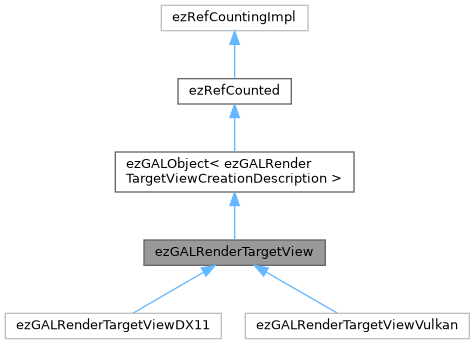 ezRefCountingImpl
ezRefCounted
ezGALObject< ezGALRender
TargetViewCreationDescription >
ezGALRenderTargetView
ezGALRenderTargetViewDX11
ezGALRenderTargetViewVulkan